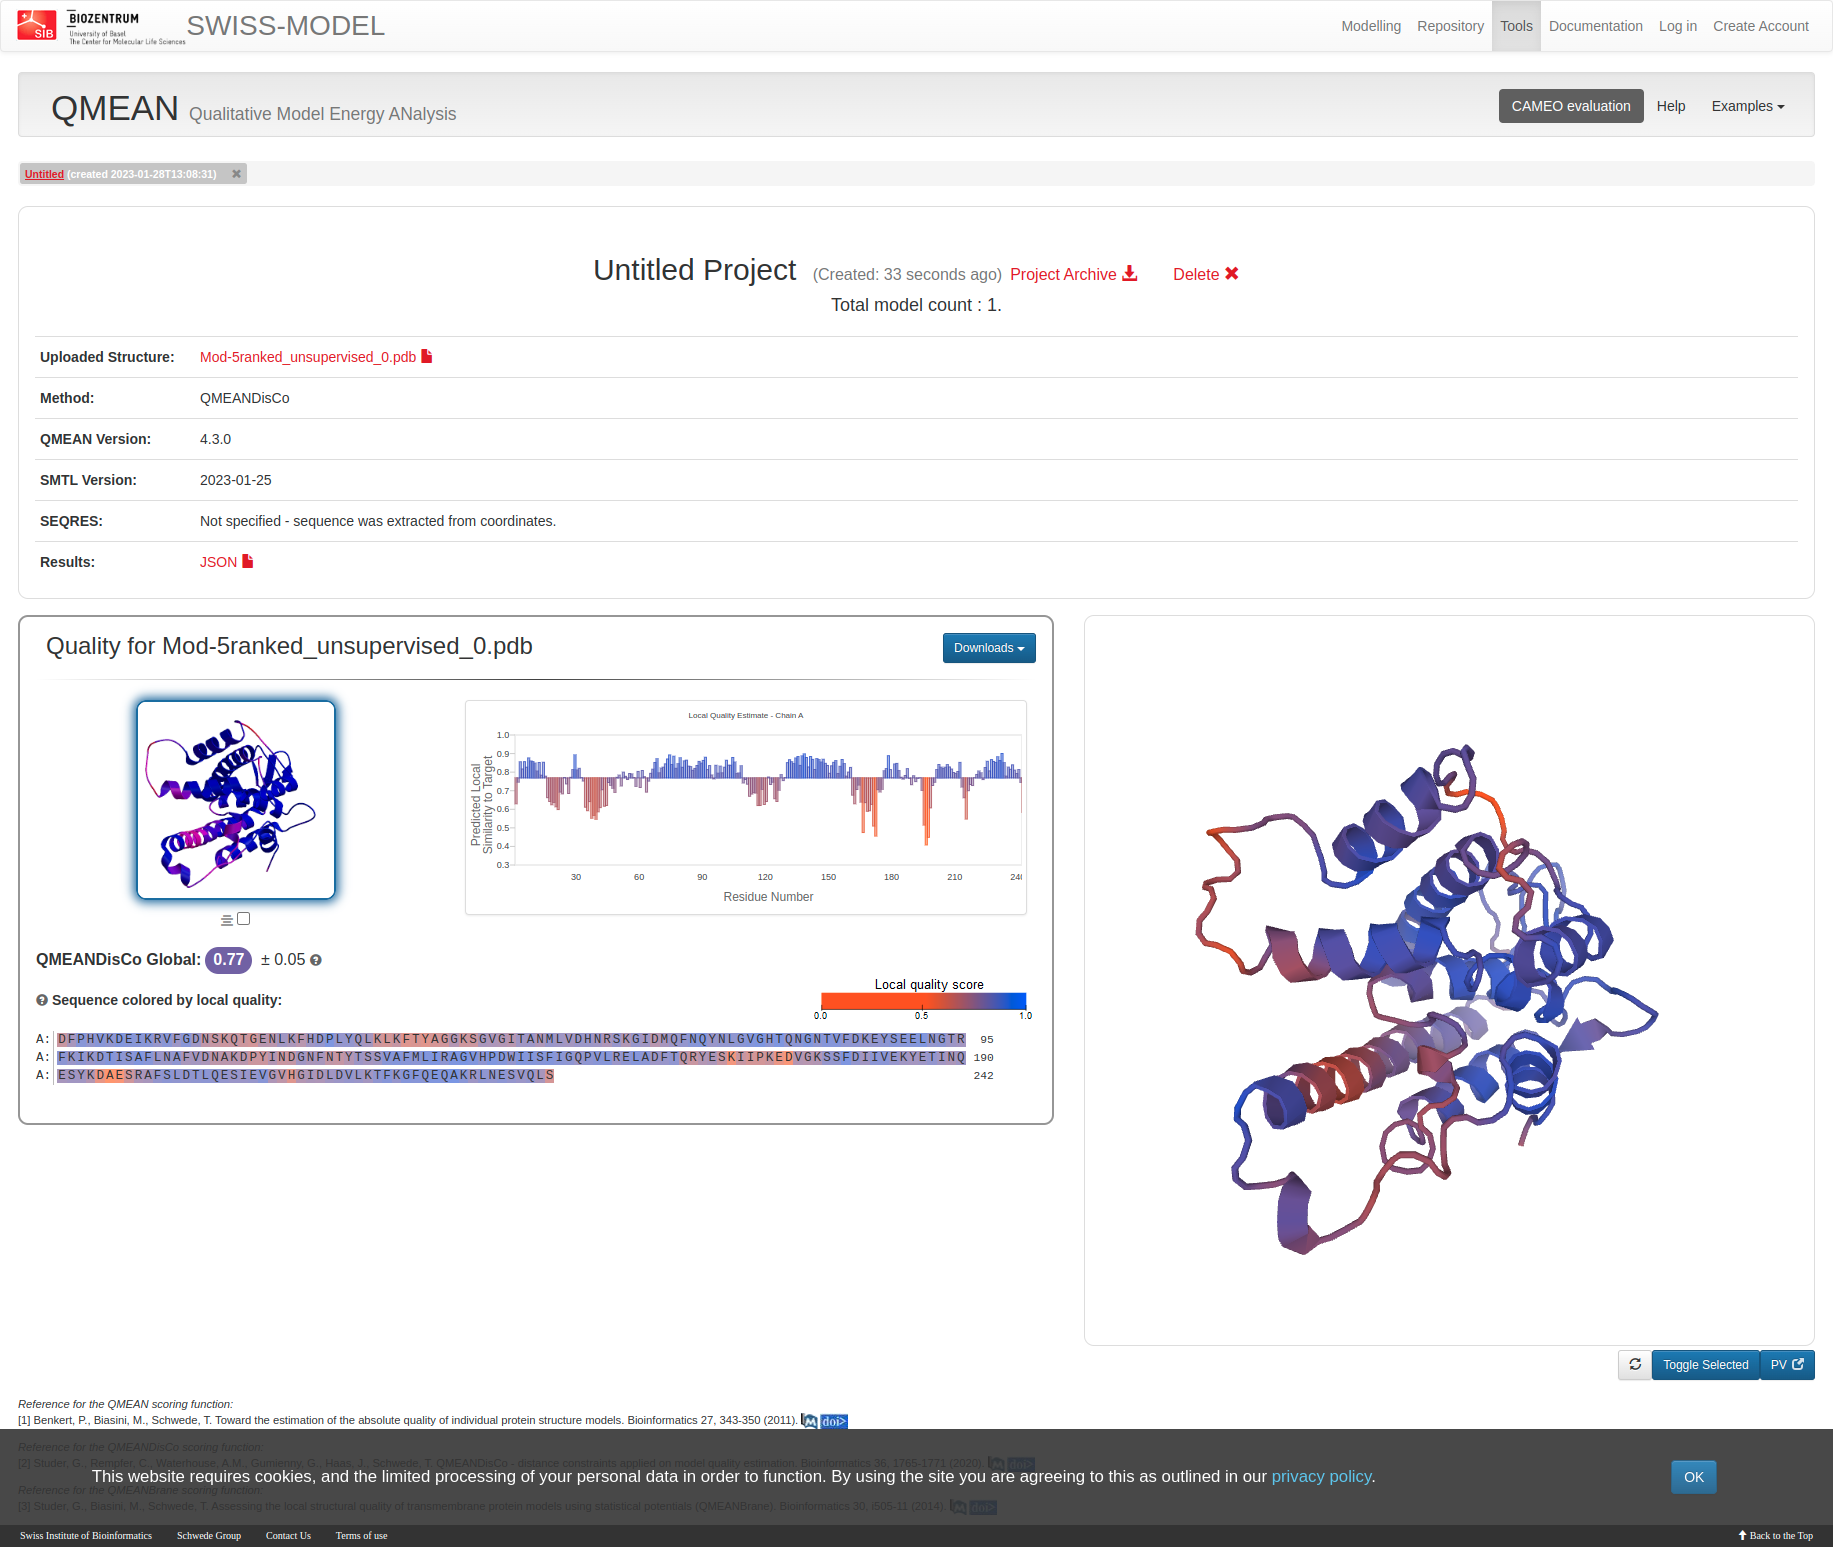 SIB
BIOZENTRUM
University of Basel
The Center for Molecular Life Sciences
SWISS-MODEL
Modelling Repository Tools Documentation Log in Create Account
QMEAN Qualitative Model Energy ANalysis
CAMEO evaluation Help Examples
Untitled (created 2023-01-28T13:08:31)
Untitled Project (Created: 33 seconds ago) Project Archive Delete
Total model count : 1.
Uploaded Structure: Mod-5ranked_unsupervised_0.pdb
Method: QMEANDisCo
QMEAN Version: 4.3.0
SMTL Version: 2023-01-25
SEQRES: Not specified - sequence was extracted from coordinates.
Results: JSON
Quality for Mod-5ranked_unsupervised_0.pdb
Downloads
Local Quality Estimate - Chain A
1.0
0.9
0.8
0.7
0.6
0.5
0.4
0.3
Predicted Local
Similarity to Target
30 60 90 120 150 180 210 240
Residue Number
QMEANDisCo Global: 0.77 ± 0.05
Sequence colored by local quality:
Local quality score
0.0 0.5 1.0
A: DFPHVKDEIKRVFGDNSKQTGENLKFHDPLYQLKLKFTYAGGKSGVGITANMLVDHNRSKGIDMQFNQYNLGVGHTQNGNTVFDKEYSEELNGTR 95
A: FKIKDTISAFLNAFVDNAKDPYINDGNFNTYTSSVAFMLIRAGVHPDWIISFIGQPVLRELADFTQRYESKIIPKEDVGKSSFDIIVEKYETINQ 190
A: ESYKDAESRAFSLDTLQESIEVGVHGIDLDVLKTFKGFQEQAKRLNESVQLS 242
Toggle Selected PV
Reference for the QMEAN scoring function:
[1] Benkert, P., Biasini, M., Schwede, T. Toward the estimation of the absolute quality of individual protein structure models. Bioinformatics 27, 343-350 (2011). doi>
Reference for the QMEANDisCo scoring function:
[2] Studer, G., Rempfer, C., Waterhouse, A.M., Gumienny, G., Haas, J., Schwede, T. QMEANDisCo - distance constraints applied on model quality estimation. Bioinformatics 36, 1765-1771 (2020). doi>
This website requires cookies, and the limited processing of your personal data in order to function. By using the site you are agreeing to this as outlined in our privacy policy.
OK
Reference for the QMEANBrane scoring function:
[3] Studer, G., Biasini, M., Schwede, T. Assessing the local structural quality of transmembrane protein models using statistical potentials (QMEANBrane). Bioinformatics 30, i505-11 (2014). doi>
Swiss Institute of Bioinformatics Schwede Group Contact Us Terms of use Back to the Top